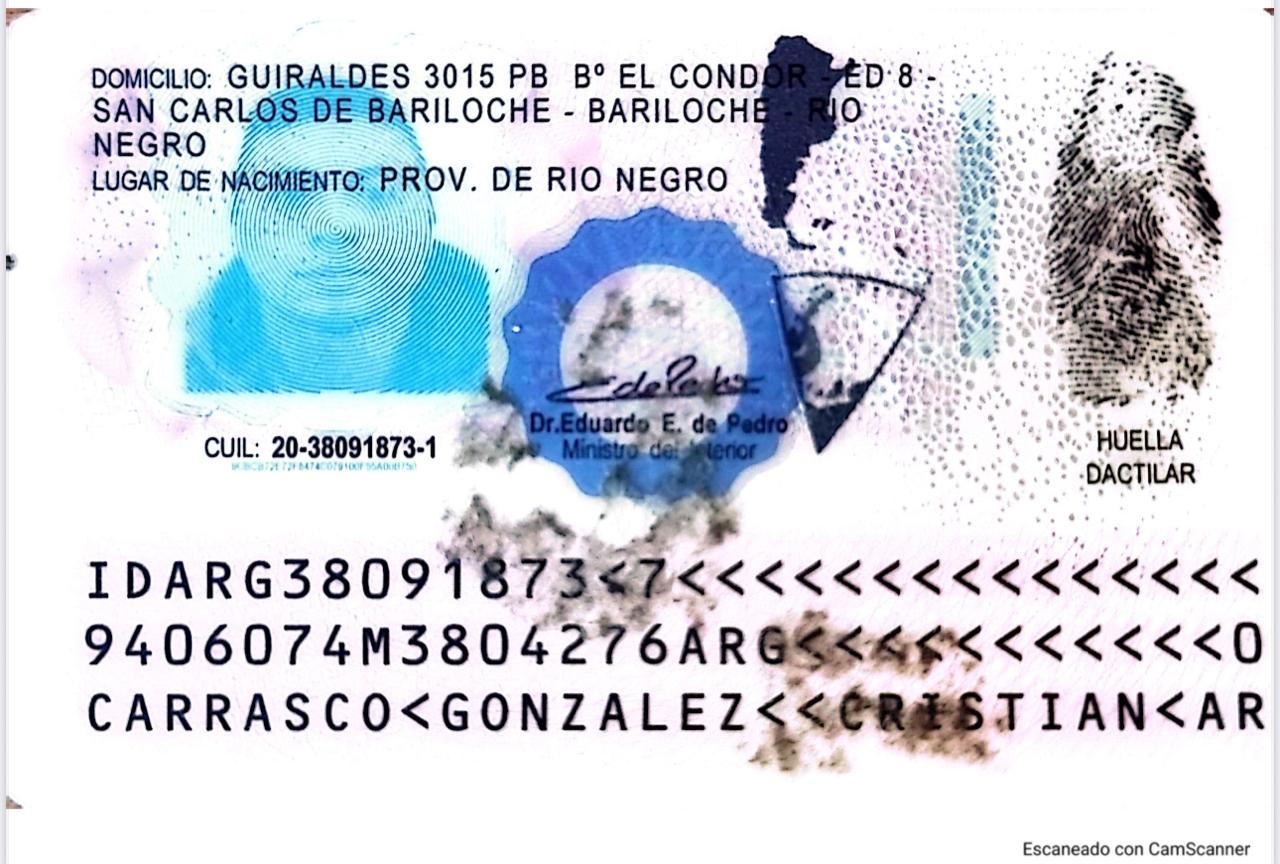 DOMICILIO: GUIRALDES 3015 PB Bº EL CONDOR - ED 8 -
SAN CARLOS DE BARILOCHE - BARILOCHE - RIO
NEGRO
LUGAR DE NACIMIENTO: PROV. DE RIO NEGRO
Dr.Eduardo E. de Pedro
Ministro del Interior
CUIL: 20-38091873-1
HUELLA
DACTILAR
IDARG38091873<7<<<<<<<<<<<<<<<
9406074M3804276ARG<<<<<<<<<<<0
CARRASCO<GONZALEZ<<CRISTIAN<AR
Escaneado con CamScanner